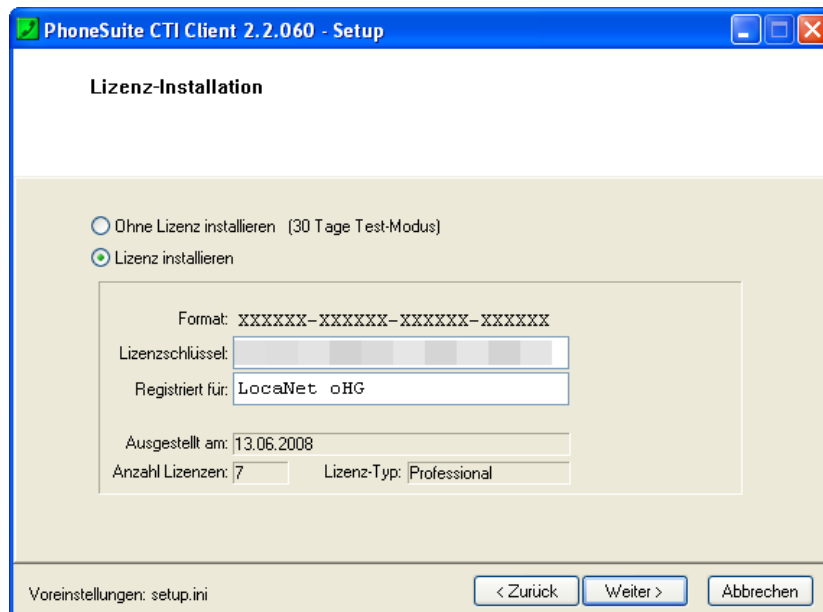 PhoneSuite CTI Client 2.2.060 - Setup
Lizenz-Installation
Ohne Lizenz installieren (30 Tage Test-Modus)
Lizenz installieren
Format: XXXXXX-XXXXXX-XXXXXX-XXXXXX
Lizenzschlüssel:
Registriert für: LocaNet oHG
Ausgestellt am: 13.06.2008
Anzahl Lizenzen: 7 Lizenz-Typ: Professional
Voreinstellungen: setup.ini
< Zurück Weiter > Abbrechen